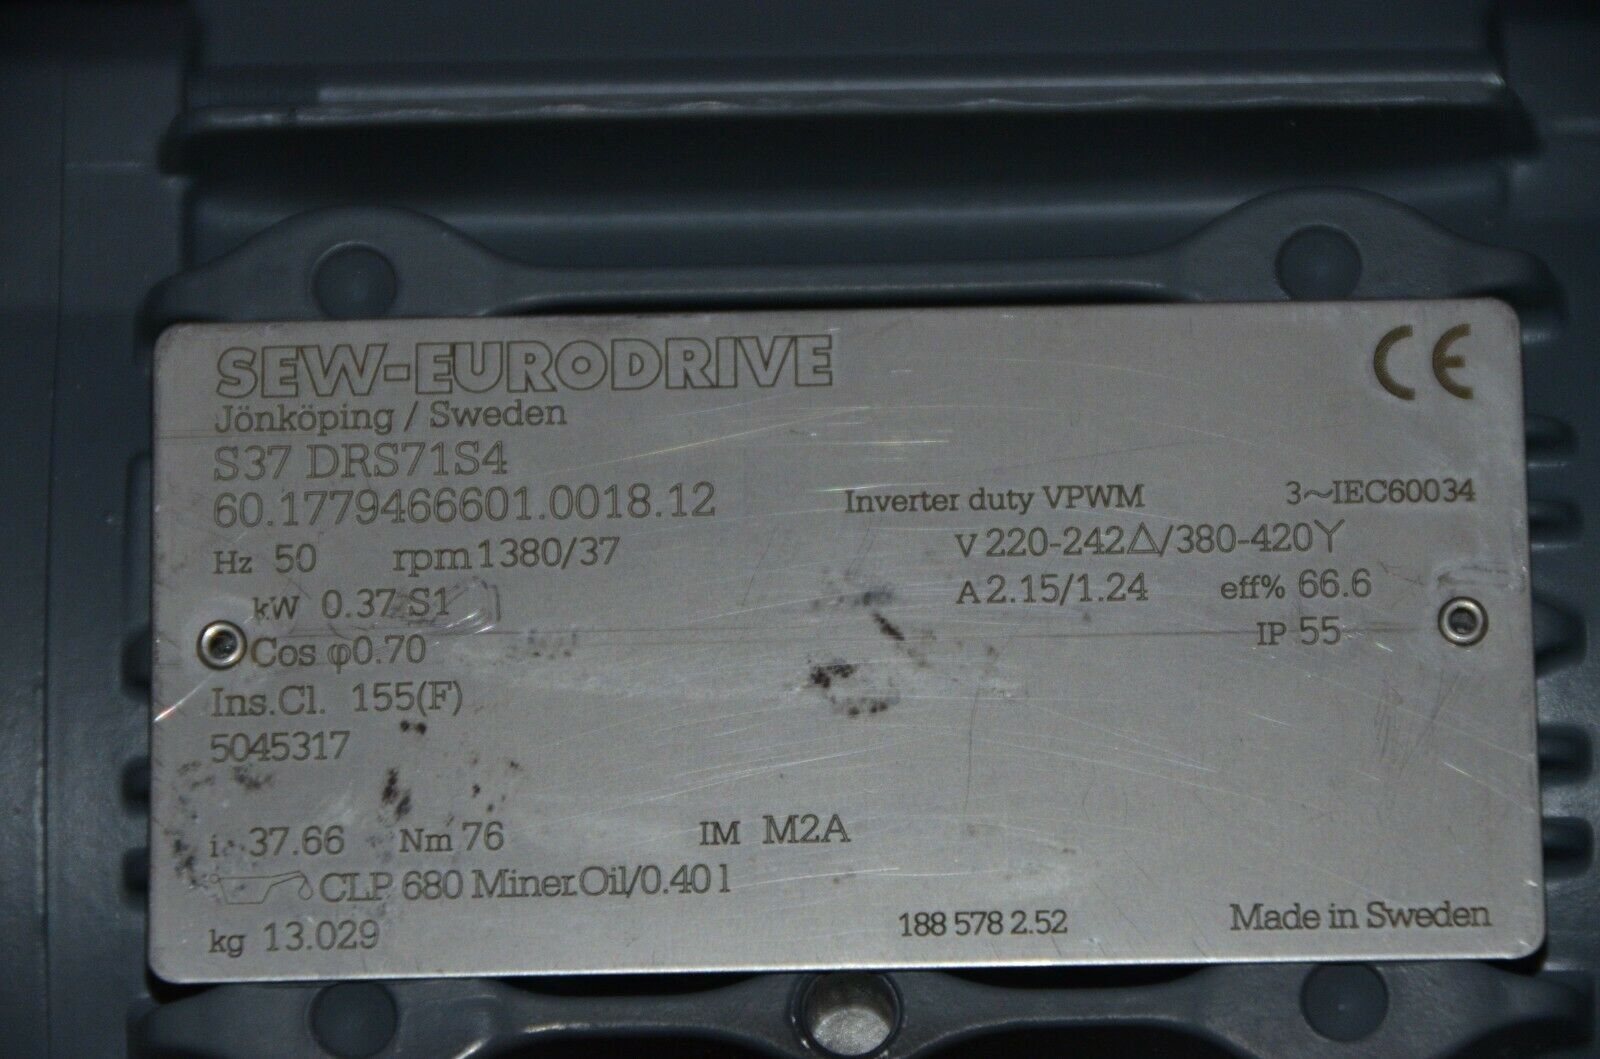 SEW-EURODRIVE CE
Jönköping / Sweden
S37 DRS71S4
60.1779466601.0018.12 Inverter duty VPWM 3~IEC60034
Hz 50 rpm 1380/37 V 220-242Δ/380-420Y
kW 0.37 S1 A 2.15/1.24 eff% 66.6
Cos φ0.70 IP 55
Ins.Cl. 155(F)
5045317
i 37.66 Nm 76 IM M2A
CLP 680 Miner.Oil/0.40 l
kg 13.029 188 578 2.52 Made in Sweden